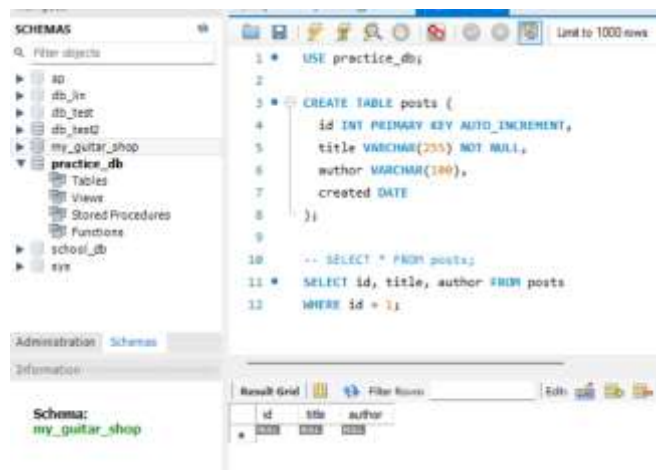 SCHEMAS
Filter objects
ap
db_test
db_test2
my_guitar_shop
practice_db
Tables
Views
Stored Procedures
Functions
school_db
sys
Administration Schemas
Information
Schema:
my_guitar_shop
Limit to 1000 rows
1 USE practice_db;
2
3 CREATE TABLE posts (
4 id INT PRIMARY KEY AUTO_INCREMENT,
5 title VARCHAR(255) NOT NULL,
6 author VARCHAR(100),
7 created DATE
8 );
9
10 -- SELECT * FROM posts;
11 SELECT id, title, author FROM posts
12 WHERE id = 1;
Result Grid Filter Rows: Edit:
id title author
NULL NULL NULL